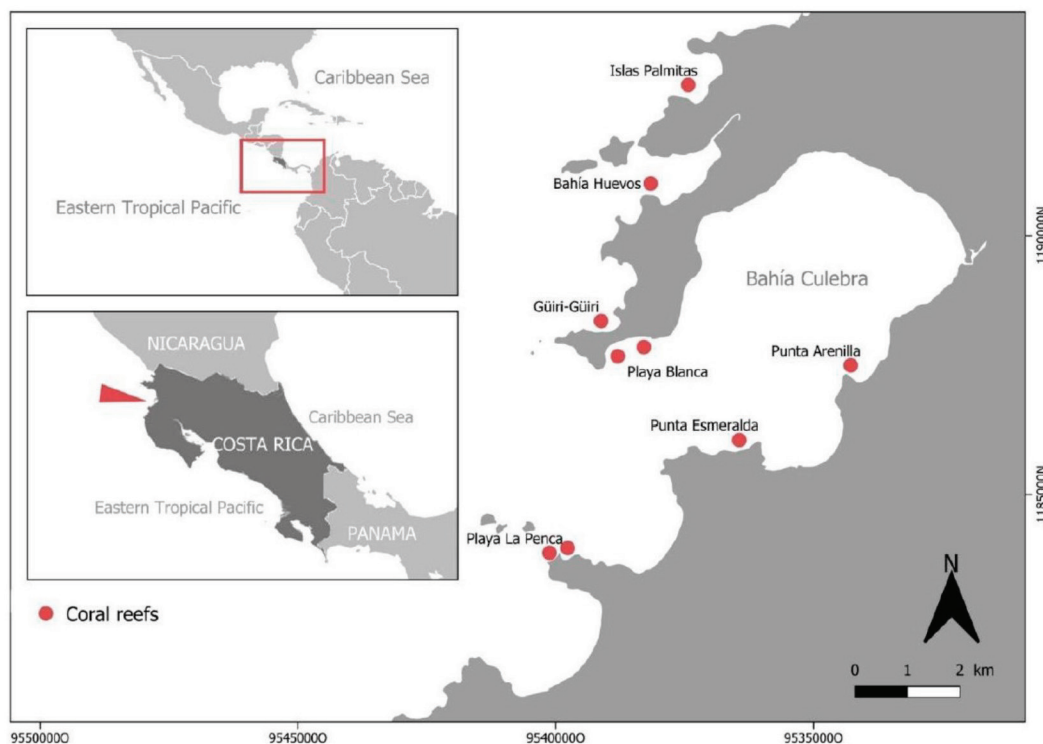 Caribbean Sea
Eastern Tropical Pacific
NICARAGUA
Caribbean Sea
COSTA RICA
Eastern Tropical Pacific
PANAMA
Coral reefs
Islas Palmitas
Bahía Huevos
Bahía Culebra
Güiri-Güiri
Playa Blanca
Punta Arenilla
Punta Esmeralda
Playa La Penca
N
0 1 2 km
1190000N
1185000N
95500000 95450000 95400000 95350000